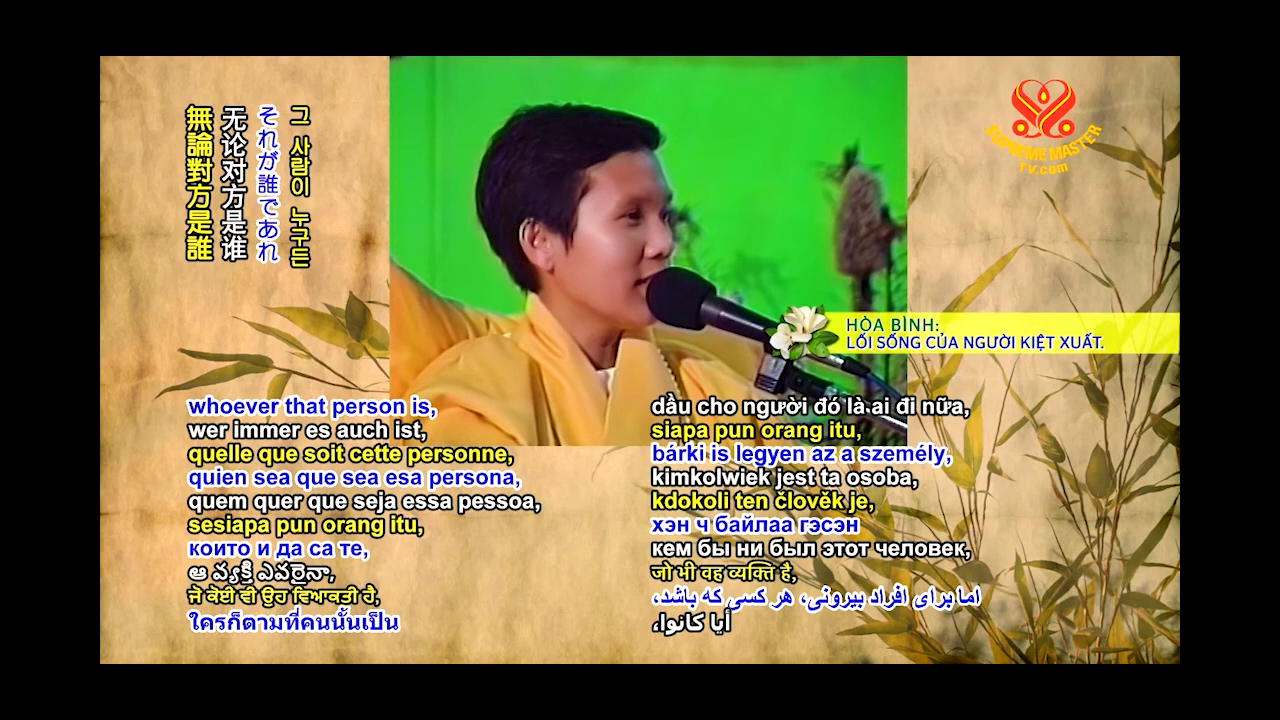 無論對方是誰
无论对方是谁
それが誰であれ
그 사람이 누구든
SUPREME MASTER
TV.com
HÒA BÌNH:
LỐI SỐNG CỦA NGƯỜI KIỆT XUẤT.
whoever that person is,
wer immer es auch ist,
quelle que soit cette personne,
quien sea que sea esa persona,
quem quer que seja essa pessoa,
sesiapa pun orang itu,
които и да са те,
ఆ వ్యక్తి ఎవరైనా,
ਜੋ ਕੋਈ ਵੀ ਉਹ ਵਿਅਕਤੀ ਹੈ,
ใครก็ตามที่คนนั้นเป็น
dầu cho người đó là ai đi nữa,
siapa pun orang itu,
bárki is legyen az a személy,
kimkolwiek jest ta osoba,
kdokoli ten člověk je,
хэн ч байлаа гэсэн
кем бы ни был этот человек,
जो भी वह व्यक्ति है,
اما برای افراد بیرونی، هر کسی که باشد،
أيا كانوا،